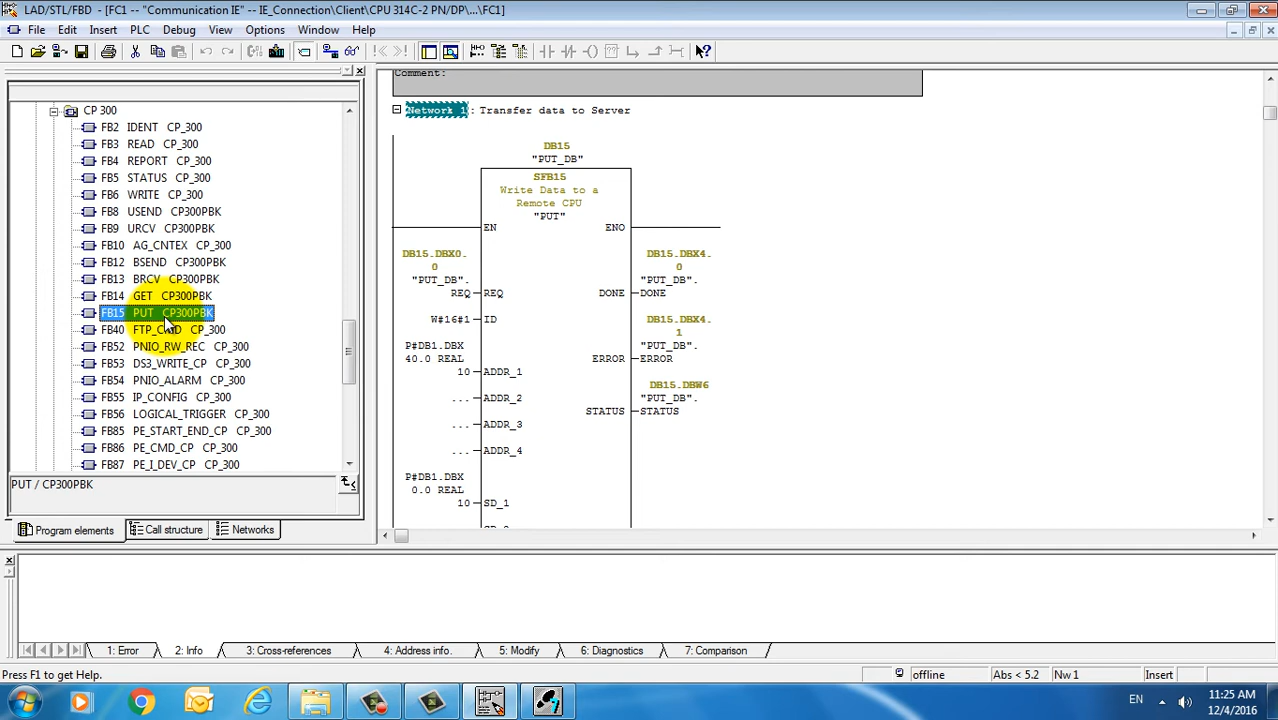 LAD/STL/FBD - [FC1 -- "Communication IE" -- IE_Connection\Client\CPU 314C-2 PN/DP\...\FC1]
File Edit Insert PLC Debug View Options Window Help
CP 300
FB2 IDENT CP_300
FB3 READ CP_300
FB4 REPORT CP_300
FB5 STATUS CP_300
FB6 WRITE CP_300
FB8 USEND CP300PBK
FB9 URCV CP300PBK
FB10 AG_CNTEX CP_300
FB12 BSEND CP300PBK
FB13 BRCV CP300PBK
FB14 GET CP300PBK
FB15 PUT CP300PBK
FB40 FTP_CMD CP_300
FB52 PNIO_RW_REC CP_300
FB53 DS3_WRITE_CP CP_300
FB54 PNIO_ALARM CP_300
FB55 IP_CONFIG CP_300
FB56 LOGICAL_TRIGGER CP_300
FB85 PE_START_END_CP CP_300
FB86 PE_CMD_CP CP_300
FB87 PE_I_DEV_CP CP_300
PUT / CP300PBK
Program elements Call structure Networks
Comment:
Network 1: Transfer data to Server
DB15
"PUT_DB"
SFB15
Write Data to a
Remote CPU
"PUT"
EN ENO
DB15.DBX0.
0
"PUT_DB".
REQ REQ
W#16#1 ID
P#DB1.DBX
40.0 REAL
10 ADDR_1
... ADDR_2
... ADDR_3
... ADDR_4
P#DB1.DBX
0.0 REAL
10 SD_1
DB15.DBX4.
0
"PUT_DB".
DONE DONE
DB15.DBX4.
1
"PUT_DB".
ERROR ERROR
DB15.DBW6
"PUT_DB".
STATUS STATUS
1: Error 2: Info 3: Cross-references 4: Address info. 5: Modify 6: Diagnostics 7: Comparison
Press F1 to get Help. offline Abs < 5.2 Nw 1 Insert
EN 11:25 AM
12/4/2016